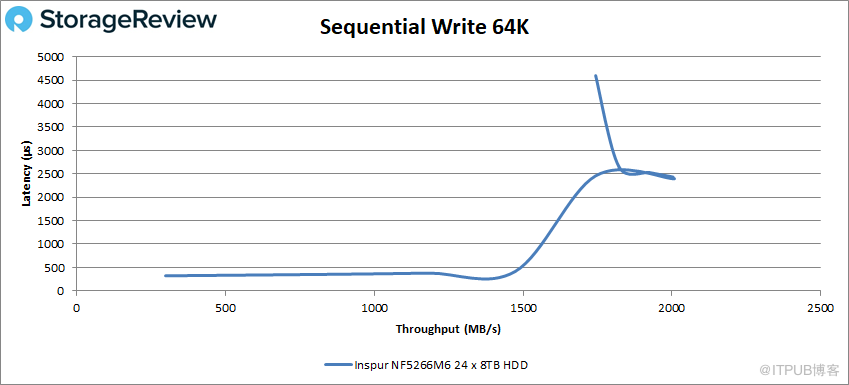 StorageReview
Sequential Write 64K
5000
4500
4000
3500
3000
2500
2000
1500
1000
500
0
Latency (µs)
0 500 1000 1500 2000 2500
Throughput (MB/s)
Inspur NF5266M6 24 x 8TB HDD
@ITPUB博客